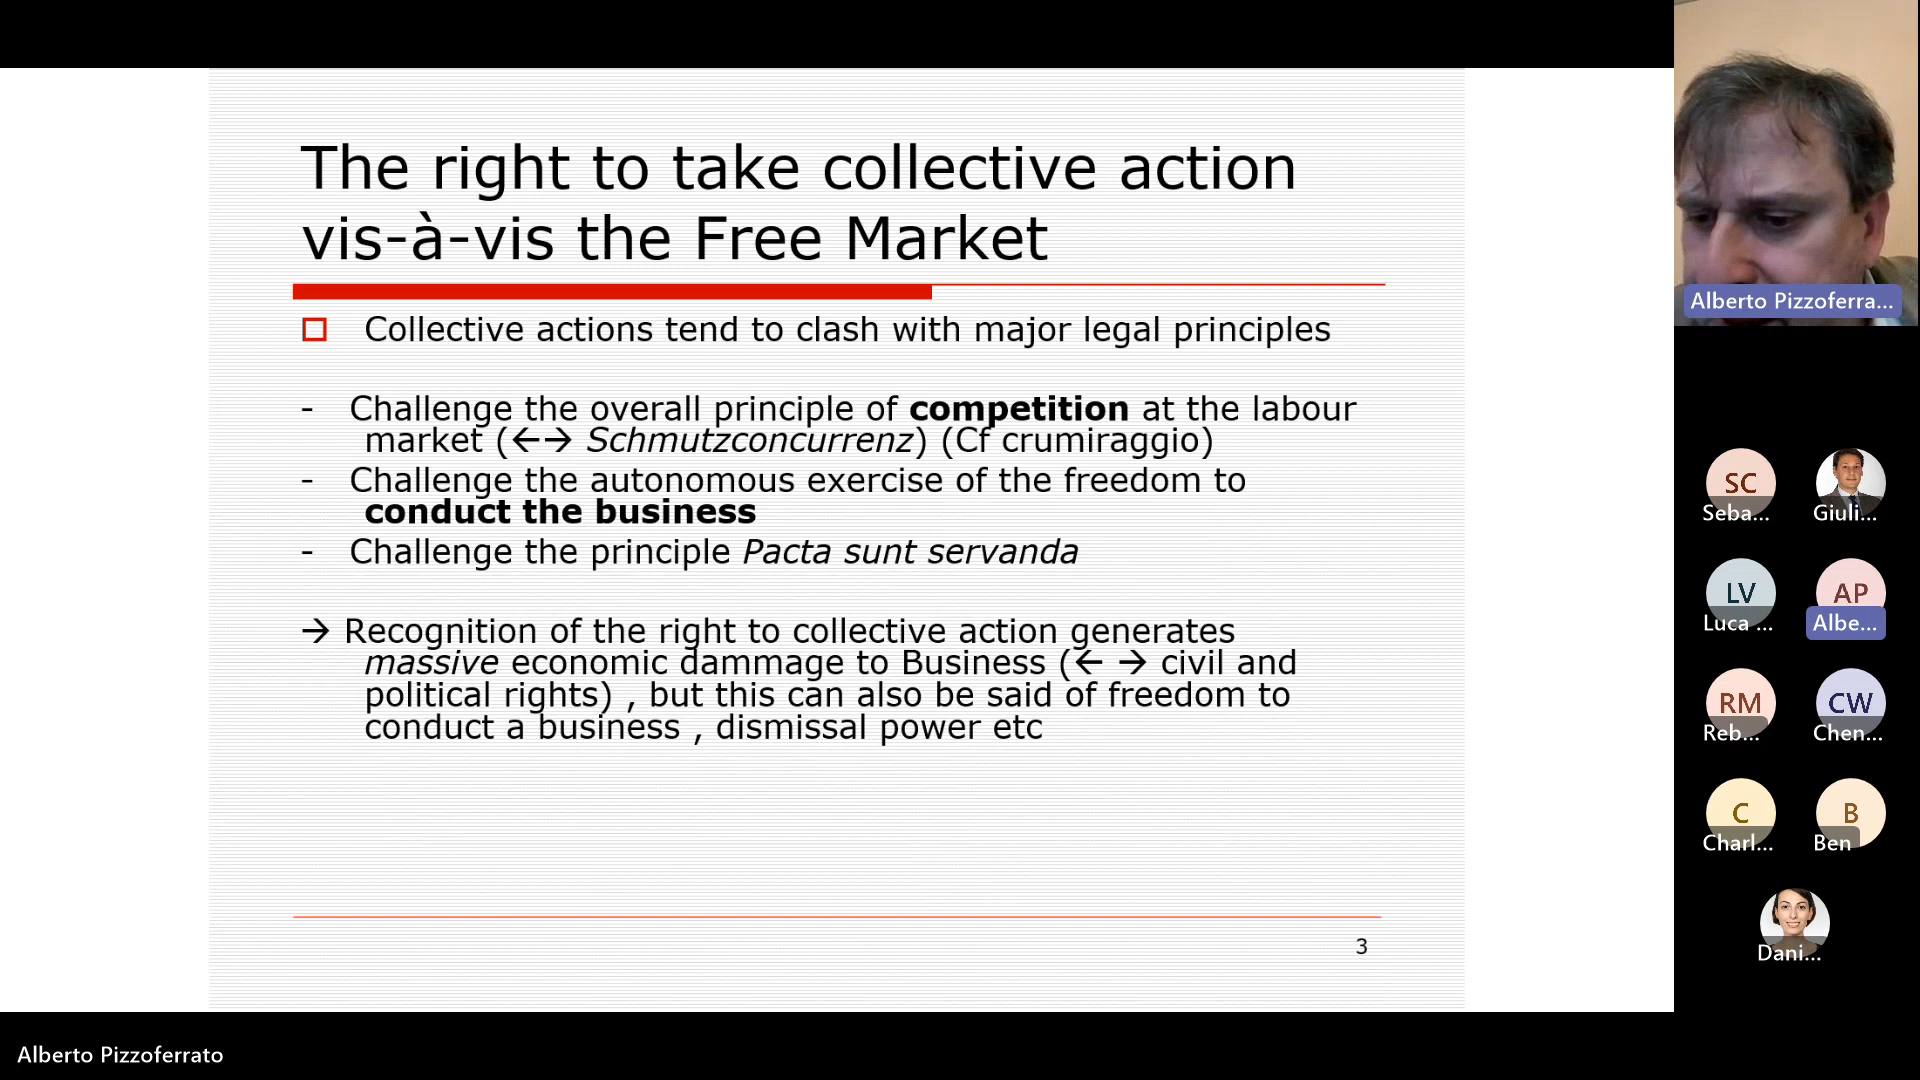 The right to take collective action
vis-à-vis the Free Market
Collective actions tend to clash with major legal principles
- Challenge the overall principle of competition at the labour
market (←→ Schmutzconcurrenz) (Cf crumiraggio)
- Challenge the autonomous exercise of the freedom to
conduct the business
- Challenge the principle Pacta sunt servanda
→ Recognition of the right to collective action generates
massive economic dammage to Business (← → civil and
political rights) , but this can also be said of freedom to
conduct a business , dismissal power etc
3
Alberto Pizzoferra...
SC
Seba...
Giuli...
LV
Luca ...
AP
Albe...
RM
Reb...
CW
Chen...
C
Charl...
B
Ben
Dani...
Alberto Pizzoferrato